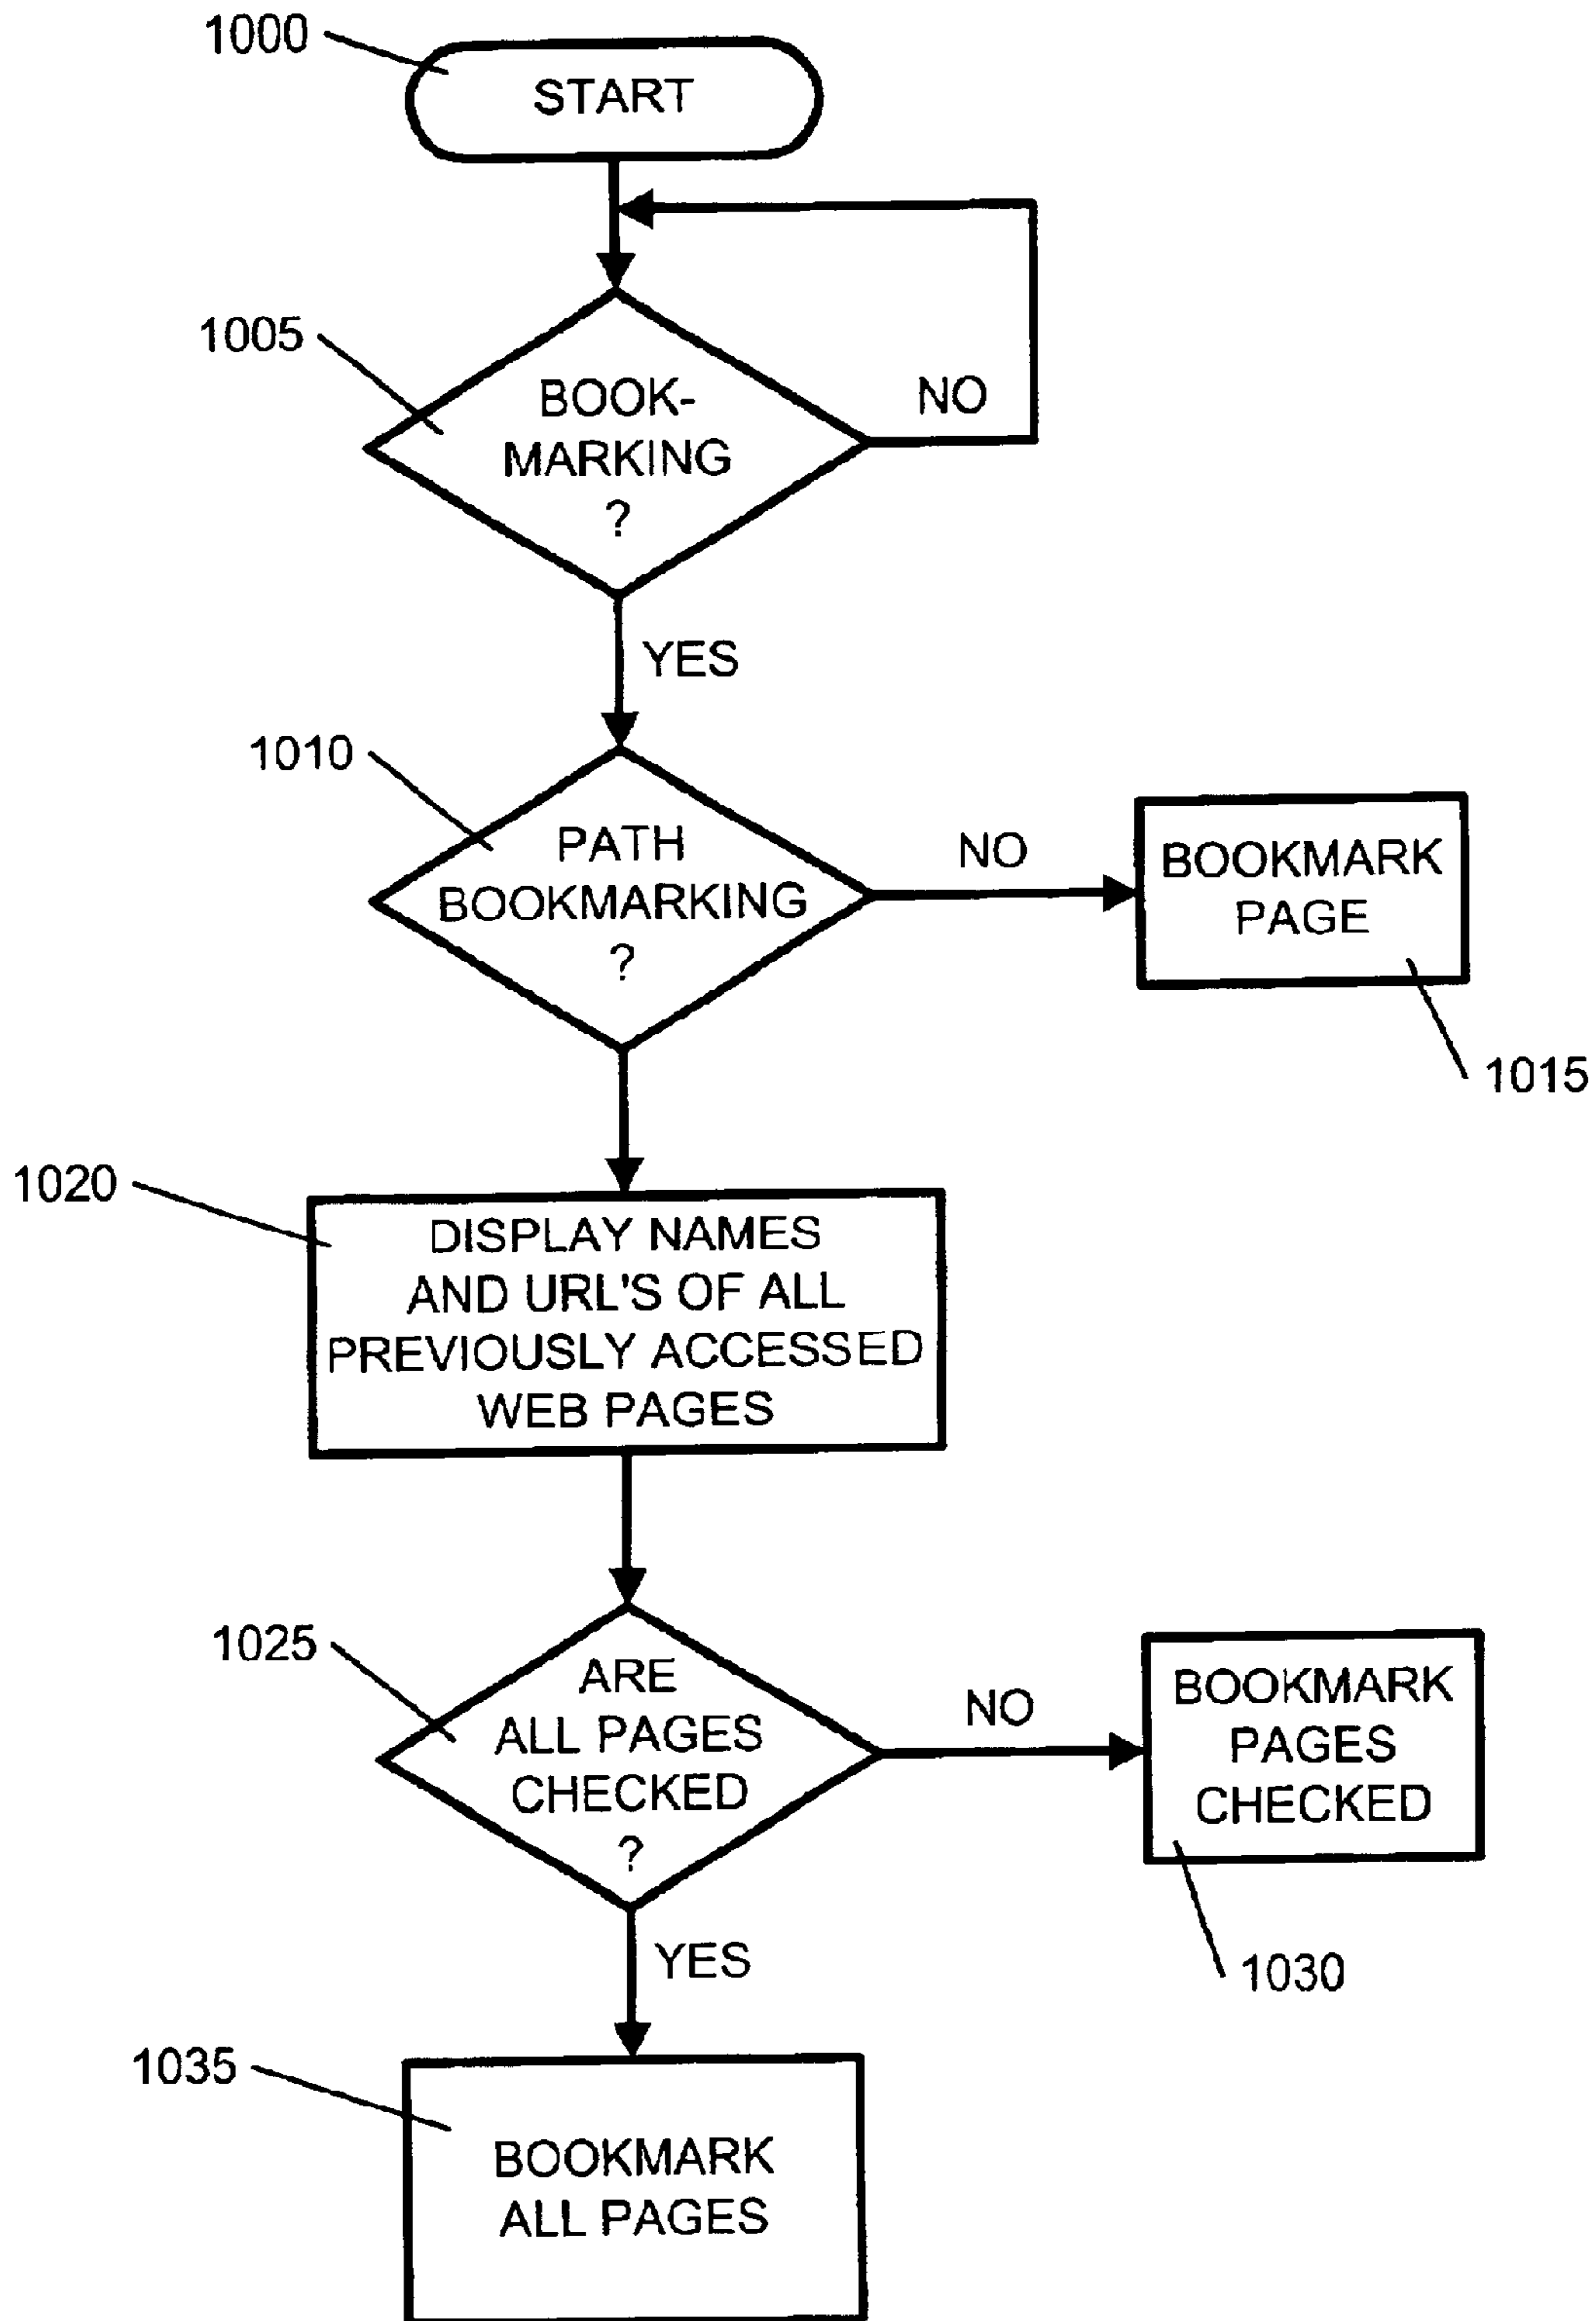 1000
START
1005
BOOK-
MARKING
?
NO
YES
1010
PATH
BOOKMARKING
?
NO
BOOKMARK
PAGE
1015
1020
DISPLAY NAMES
AND URL'S OF ALL
PREVIOUSLY ACCESSED
WEB PAGES
1025
ARE
ALL PAGES
CHECKED
?
NO
BOOKMARK
PAGES
CHECKED
1030
YES
1035
BOOKMARK
ALL PAGES